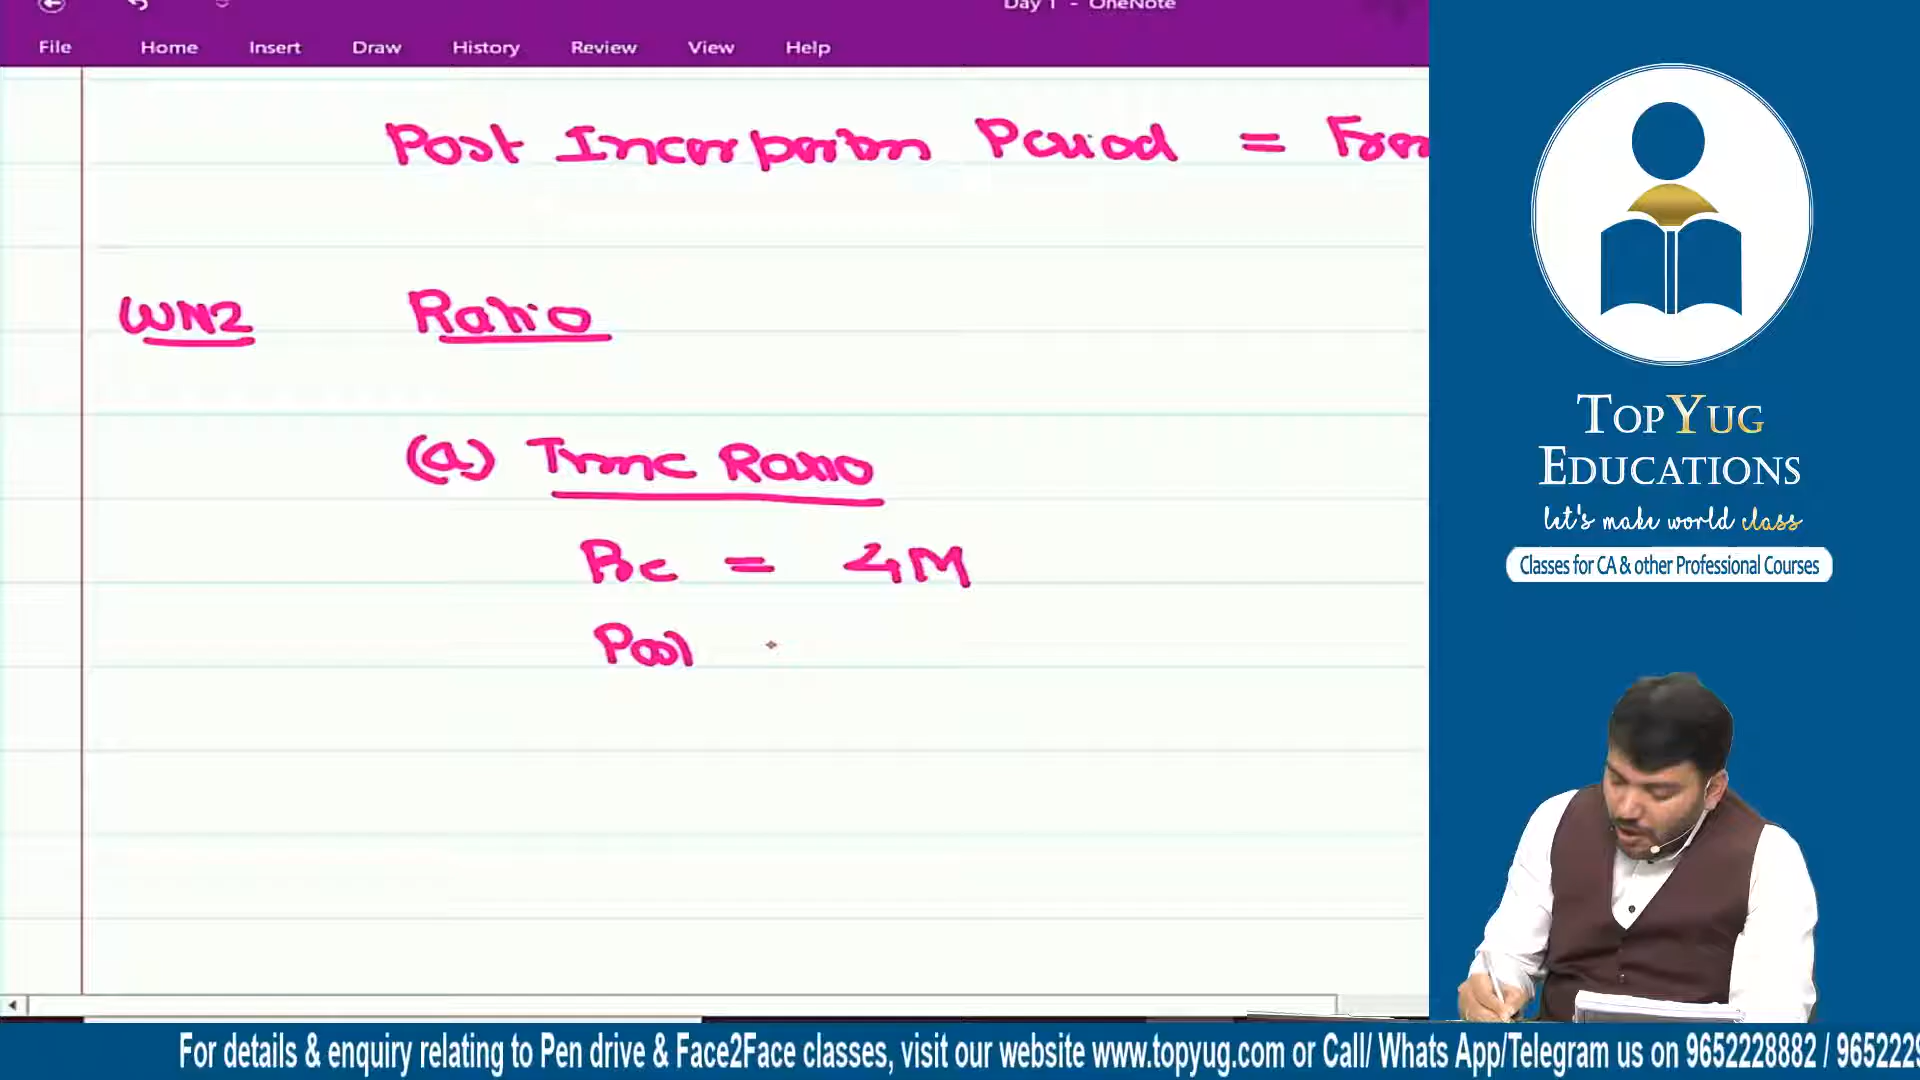 Day 1 - OneNote
File Home Insert Draw History Review View Help
Post Incorporation Period = From
WN2 Ratio
(a) Time Ratio
Pre = 4M
Post
TOPYUG
EDUCATIONS
let's make world class
Classes for CA & other Professional Courses
For details & enquiry relating to Pen drive & Face2Face classes, visit our website www.topyug.com or Call/ Whats App/Telegram us on 9652228882 / 9652229